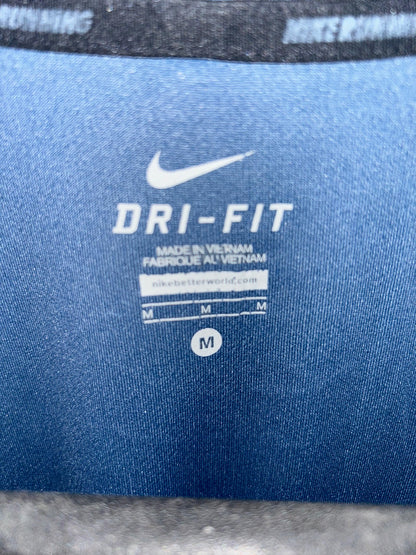 RUNNING NIKE RUNNING
DRI-FIT
MADE IN VIETNAM
FABRIQUE AU VIETNAM
nikebetterworld.com
M M M
M